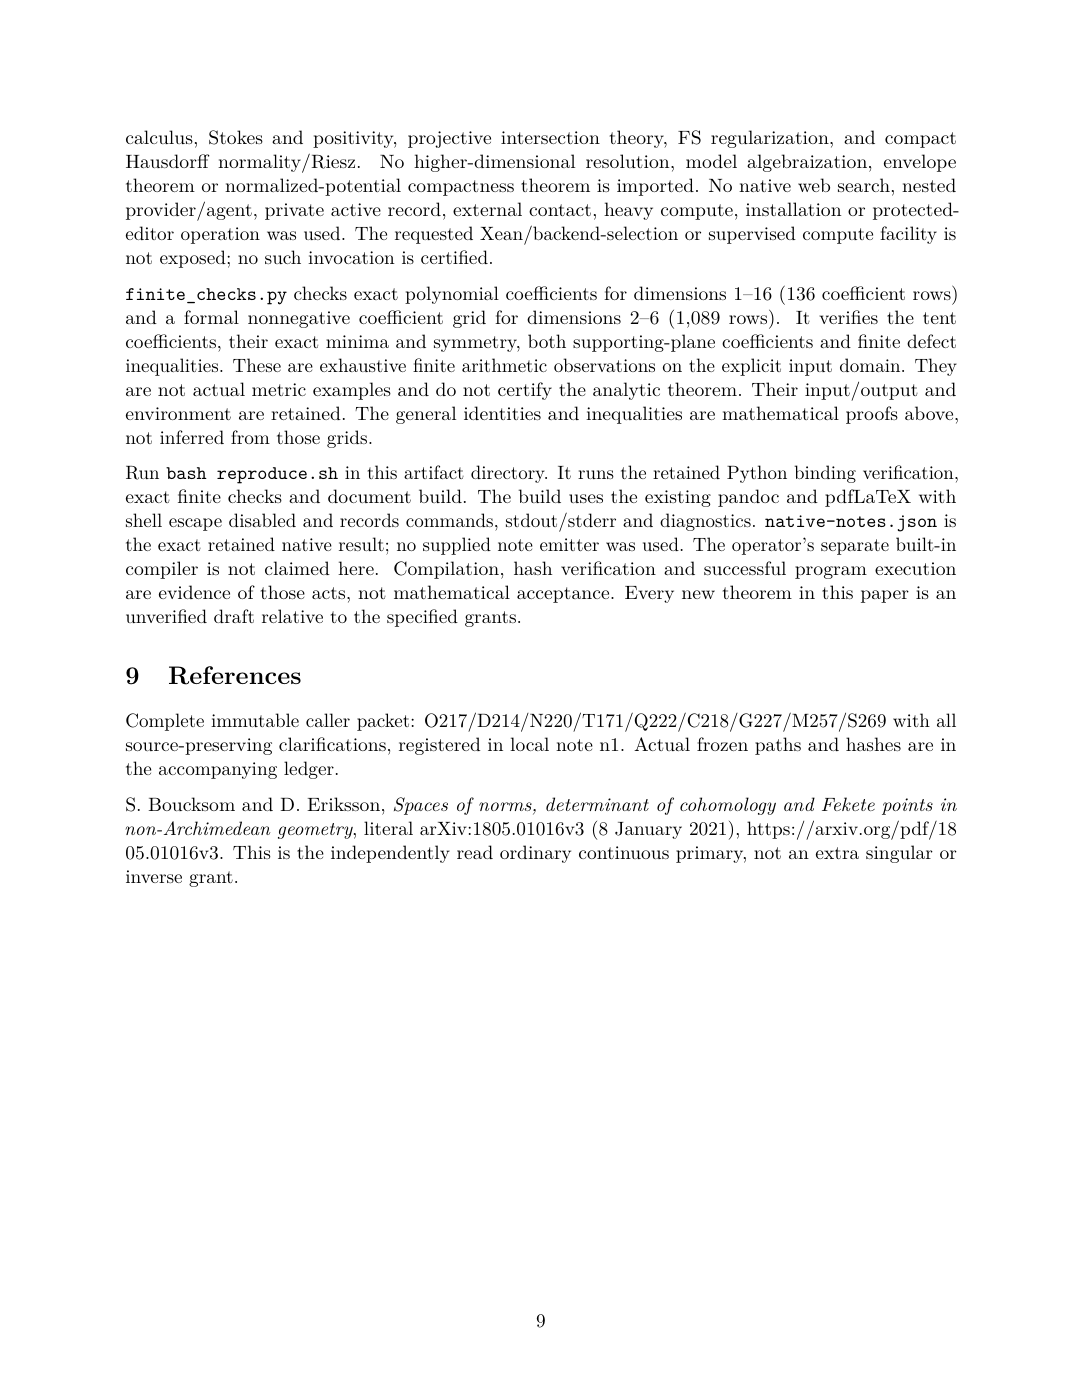 calculus, Stokes and positivity, projective intersection theory, FS regularization, and compact
Hausdorff normality/Riesz. No higher-dimensional resolution, model algebraization, envelope
theorem or normalized-potential compactness theorem is imported. No native web search, nested
provider/agent, private active record, external contact, heavy compute, installation or protected-
editor operation was used. The requested Xean/backend-selection or supervised compute facility is
not exposed; no such invocation is certified.
finite_checks.py checks exact polynomial coefficients for dimensions 1–16 (136 coefficient rows)
and a formal nonnegative coefficient grid for dimensions 2–6 (1,089 rows). It verifies the tent
coefficients, their exact minima and symmetry, both supporting-plane coefficients and finite defect
inequalities. These are exhaustive finite arithmetic observations on the explicit input domain. They
are not actual metric examples and do not certify the analytic theorem. Their input/output and
environment are retained. The general identities and inequalities are mathematical proofs above,
not inferred from those grids.
Run bash reproduce.sh in this artifact directory. It runs the retained Python binding verification,
exact finite checks and document build. The build uses the existing pandoc and pdfLaTeX with
shell escape disabled and records commands, stdout/stderr and diagnostics. native-notes.json is
the exact retained native result; no supplied note emitter was used. The operator's separate built-in
compiler is not claimed here. Compilation, hash verification and successful program execution
are evidence of those acts, not mathematical acceptance. Every new theorem in this paper is an
unverified draft relative to the specified grants.
9 References
Complete immutable caller packet: O217/D214/N220/T171/Q222/C218/G227/M257/S269 with all
source-preserving clarifications, registered in local note n1. Actual frozen paths and hashes are in
the accompanying ledger.
S. Boucksom and D. Eriksson, Spaces of norms, determinant of cohomology and Fekete points in
non-Archimedean geometry, literal arXiv:1805.01016v3 (8 January 2021), https://arxiv.org/pdf/18
05.01016v3. This is the independently read ordinary continuous primary, not an extra singular or
inverse grant.
9